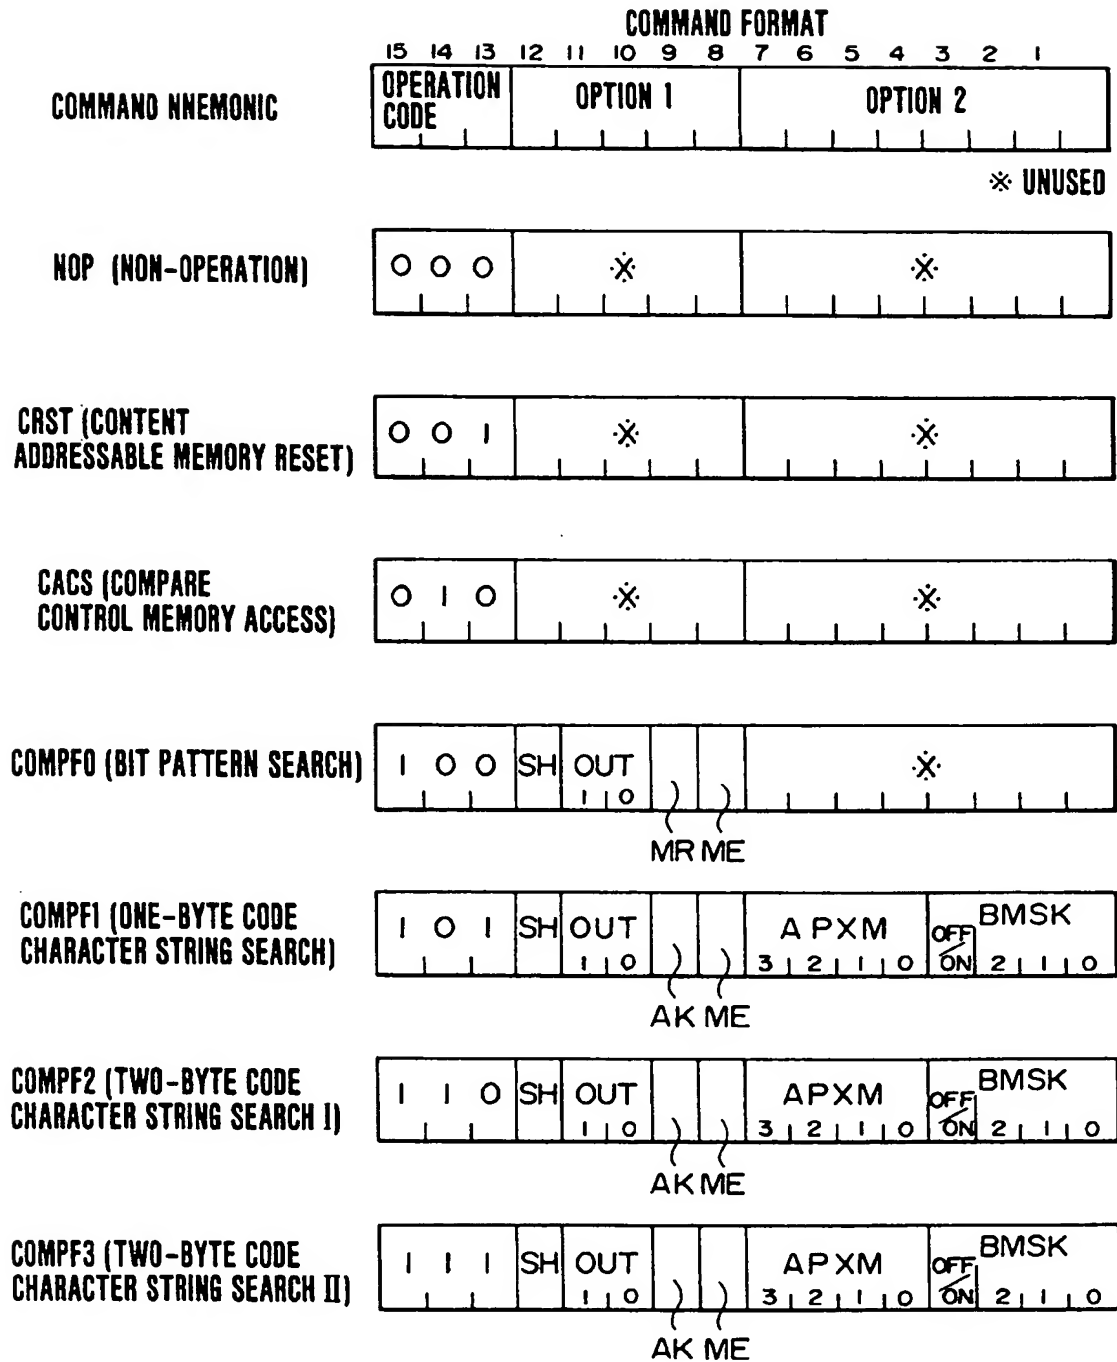 COMMAND FORMAT
15 14 13 12 11 10 9 8 7 6 5 4 3 2 1
COMMAND NNEMONIC
OPERATION CODE OPTION 1 OPTION 2
※ UNUSED
NOP (NON-OPERATION)
0 0 0 ※ ※
CRST (CONTENT
ADDRESSABLE MEMORY RESET)
0 0 1 ※ ※
CACS (COMPARE
CONTROL MEMORY ACCESS)
0 1 0 ※ ※
COMPF0 (BIT PATTERN SEARCH)
1 0 0 SH OUT ※
1 0
MR ME
COMPF1 (ONE-BYTE CODE
CHARACTER STRING SEARCH)
1 0 1 SH OUT APXM BMSK
1 0 3 2 1 0 OFF/ON 2 1 0
AK ME
COMPF2 (TWO-BYTE CODE
CHARACTER STRING SEARCH I)
1 1 0 SH OUT APXM BMSK
1 0 3 2 1 0 OFF/ON 2 1 0
AK ME
COMPF3 (TWO-BYTE CODE
CHARACTER STRING SEARCH II)
1 1 1 SH OUT APXM BMSK
1 0 3 2 1 0 OFF/ON 2 1 0
AK ME